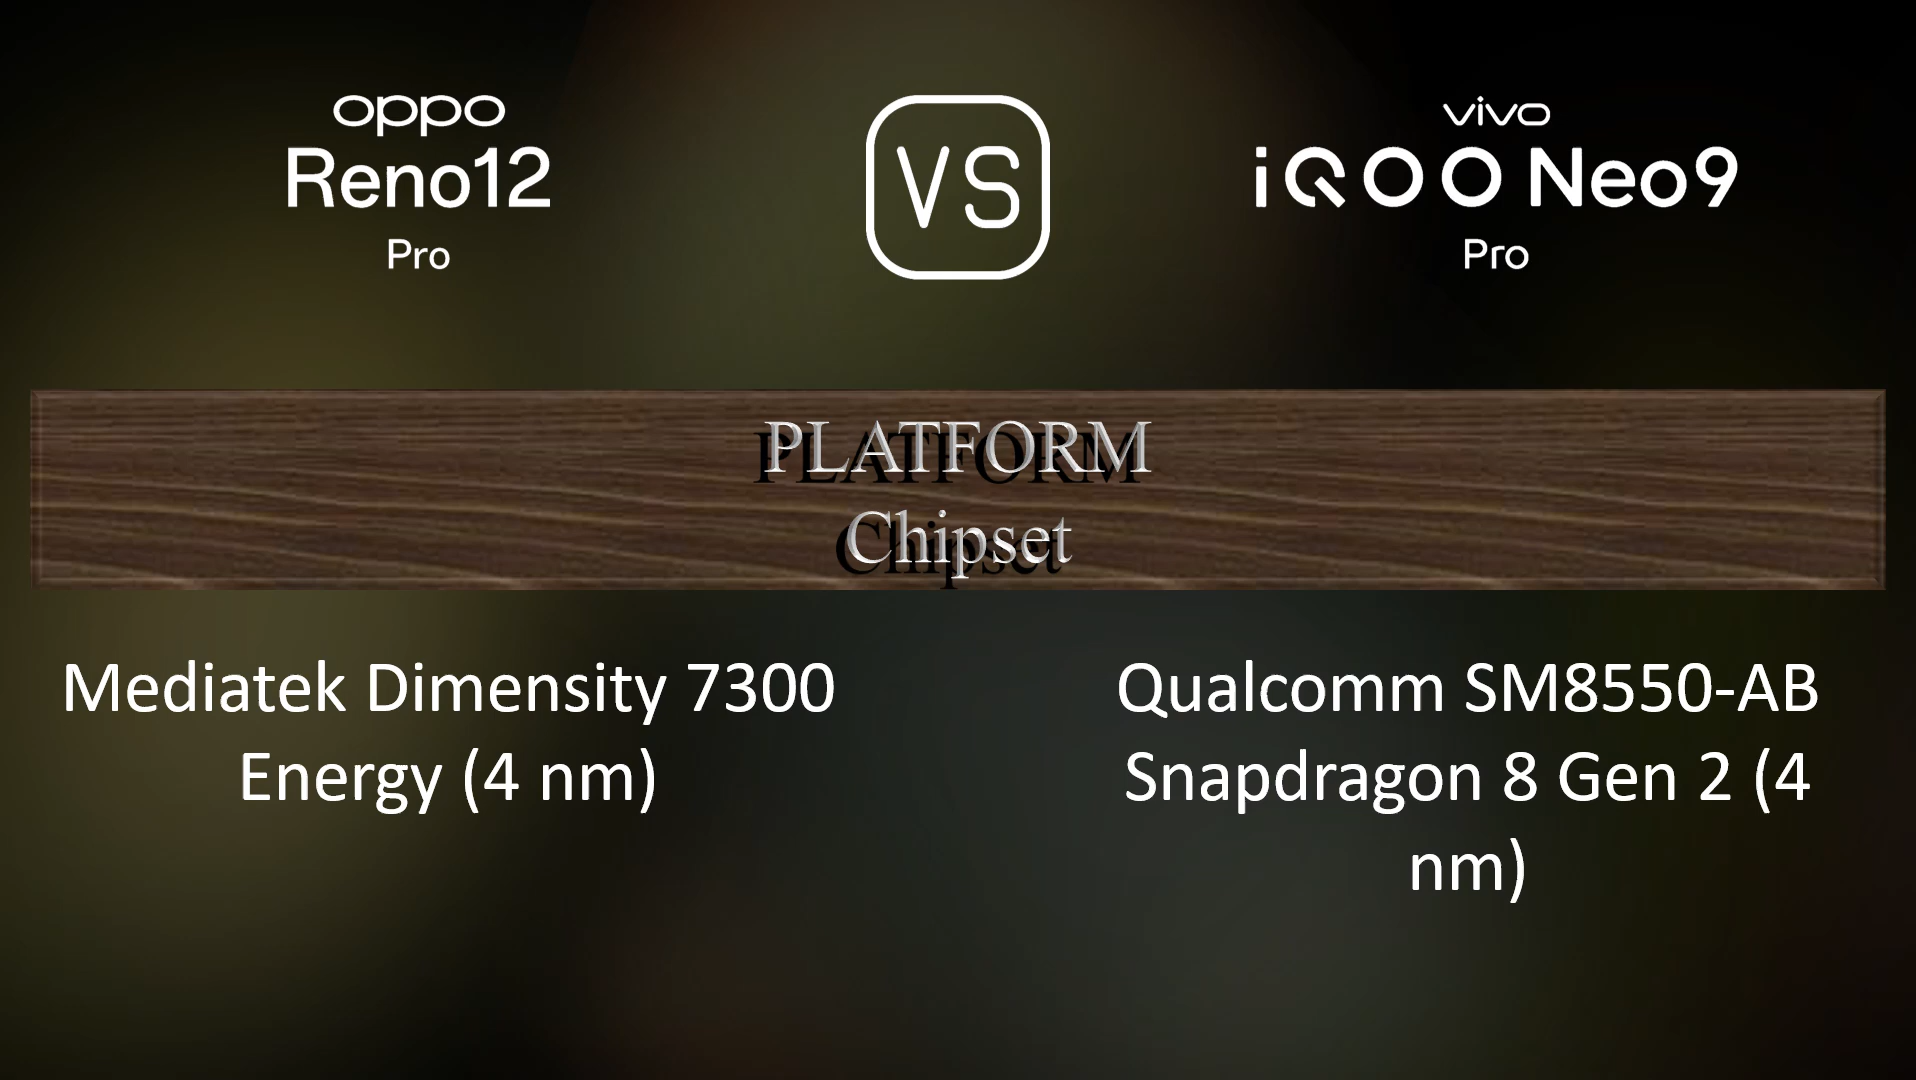 oppo
Reno12
Pro
VS
vivo
iQOO Neo9
Pro
PLATFORM
Chipset
Mediatek Dimensity 7300
Energy (4 nm)
Qualcomm SM8550-AB
Snapdragon 8 Gen 2 (4
nm)